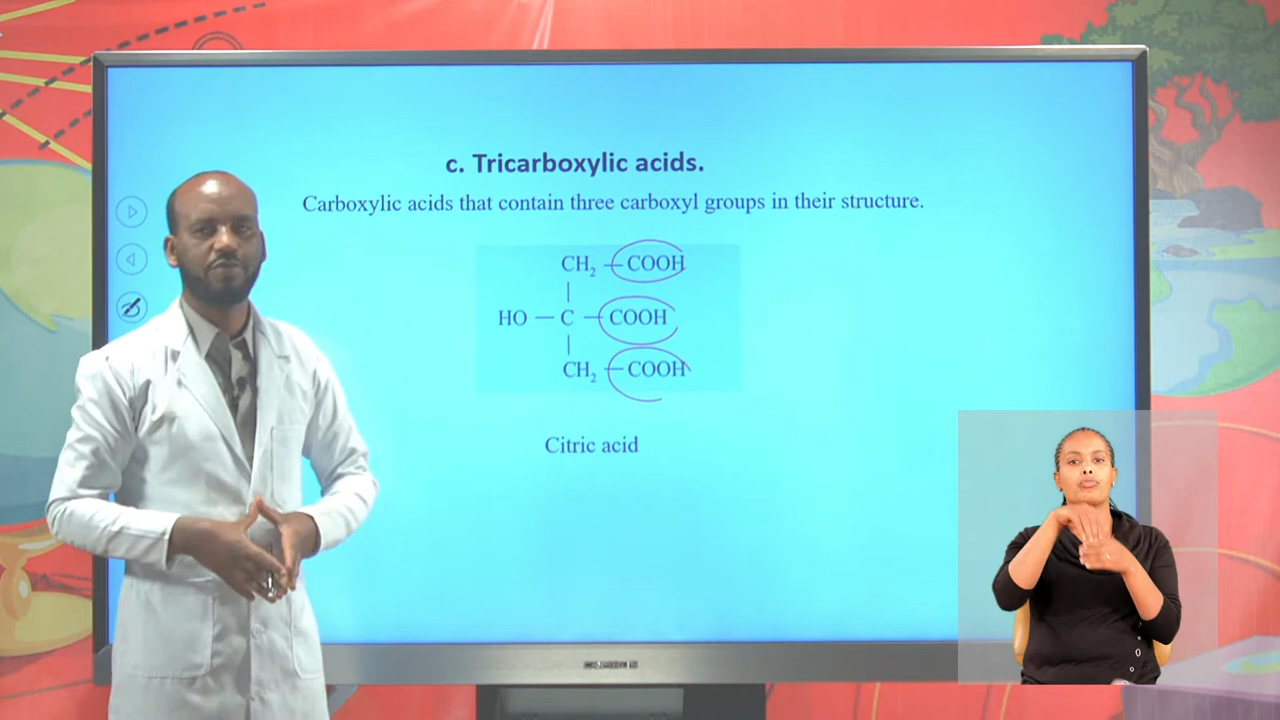 c. Tricarboxylic acids.
Carboxylic acids that contain three carboxyl groups in their structure.
CH₂ — COOH
|
HO — C — COOH
|
CH₂ — COOH
Citric acid